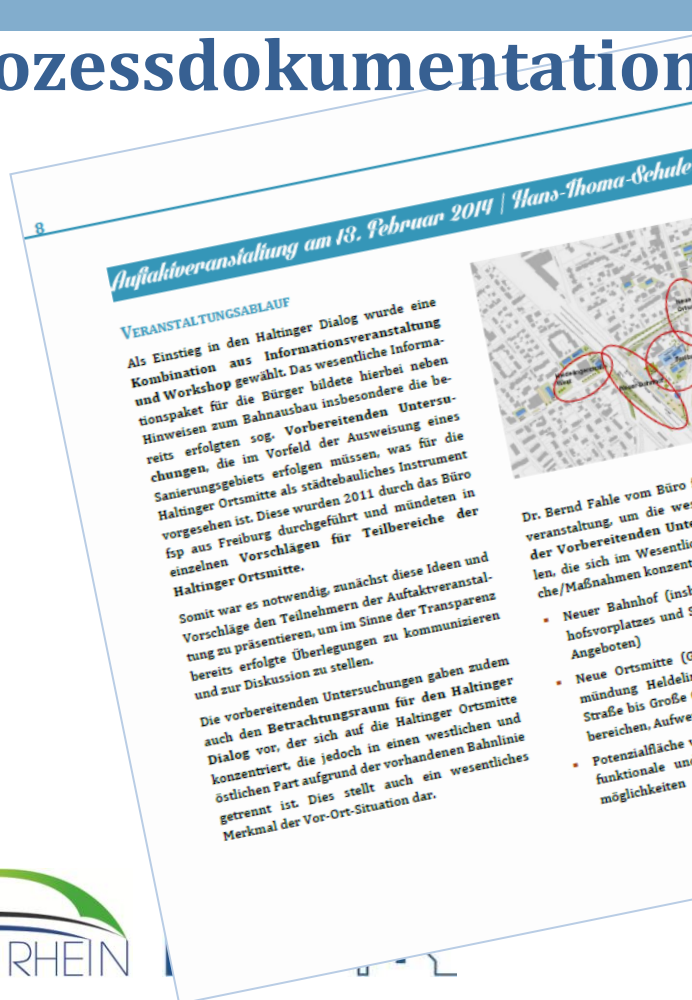 ozessdokumentation
8
Auftaktveranstaltung am 13. Februar 2014 | Hans-Thoma-Schule
VERANSTALTUNGSABLAUF
Als Einstieg in den Haltinger Dialog wurde eine
Kombination aus Informationsveranstaltung
und Workshop gewählt. Das wesentliche Informa-
tionspaket für die Bürger bildete hierbei neben
Hinweisen zum Bahnausbau insbesondere die be-
reits erfolgten sog. Vorbereitenden Untersu-
chungen, die im Vorfeld der Ausweisung eines
Sanierungsgebiets erfolgen müssen, was für die
Haltinger Ortsmitte als städtebauliches Instrument
vorgesehen ist. Diese wurden 2011 durch das Büro
fsp aus Freiburg durchgeführt und mündeten in
einzelnen Vorschlägen für Teilbereiche der
Haltinger Ortsmitte.
Somit war es notwendig, zunächst diese Ideen und
Vorschläge den Teilnehmern der Auftaktveranstal-
tung zu präsentieren, um im Sinne der Transparenz
bereits erfolgte Überlegungen zu kommunizieren
und zur Diskussion zu stellen.
Die vorbereitenden Untersuchungen gaben zudem
auch den Betrachtungsraum für den Haltinger
Dialog vor, der sich auf die Haltinger Ortsmitte
konzentriert, die jedoch in einen westlichen und
östlichen Part aufgrund der vorhandenen Bahnlinie
getrennt ist. Dies stellt auch ein wesentliches
Merkmal der Vor-Ort-Situation dar.
Neuer Bahnhof
Dr. Bernd Fahle vom Büro
veranstaltung, um die wes
der Vorbereitenden Unte
len, die sich im Wesentlic
che/Maßnahmen konzent
▪ Neuer Bahnhof (insb
hofsvorplatzes und S
Angeboten)
▪ Neue Ortsmitte (G
mündung Heldelin
Straße bis Große
bereichen, Aufwe
▪ Potenzialfläche
funktionale und
möglichkeiten
RHEIN